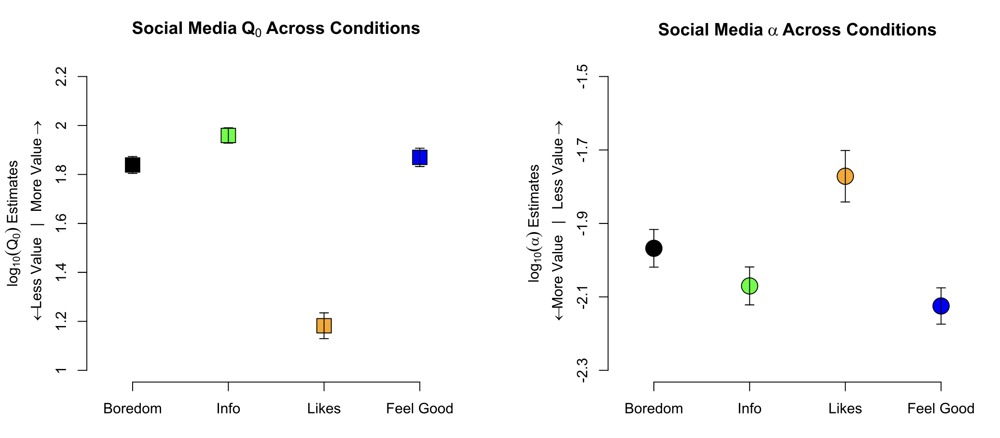 Social Media Q₀ Across Conditions
log₁₀(Q₀) Estimates
←Less Value | More Value→
2.2
2
1.8
1.6
1.4
1.2
1
Boredom Info Likes Feel Good
Social Media α Across Conditions
log₁₀(α) Estimates
←More Value | Less Value→
-1.5
-1.7
-1.9
-2.1
-2.3
Boredom Info Likes Feel Good